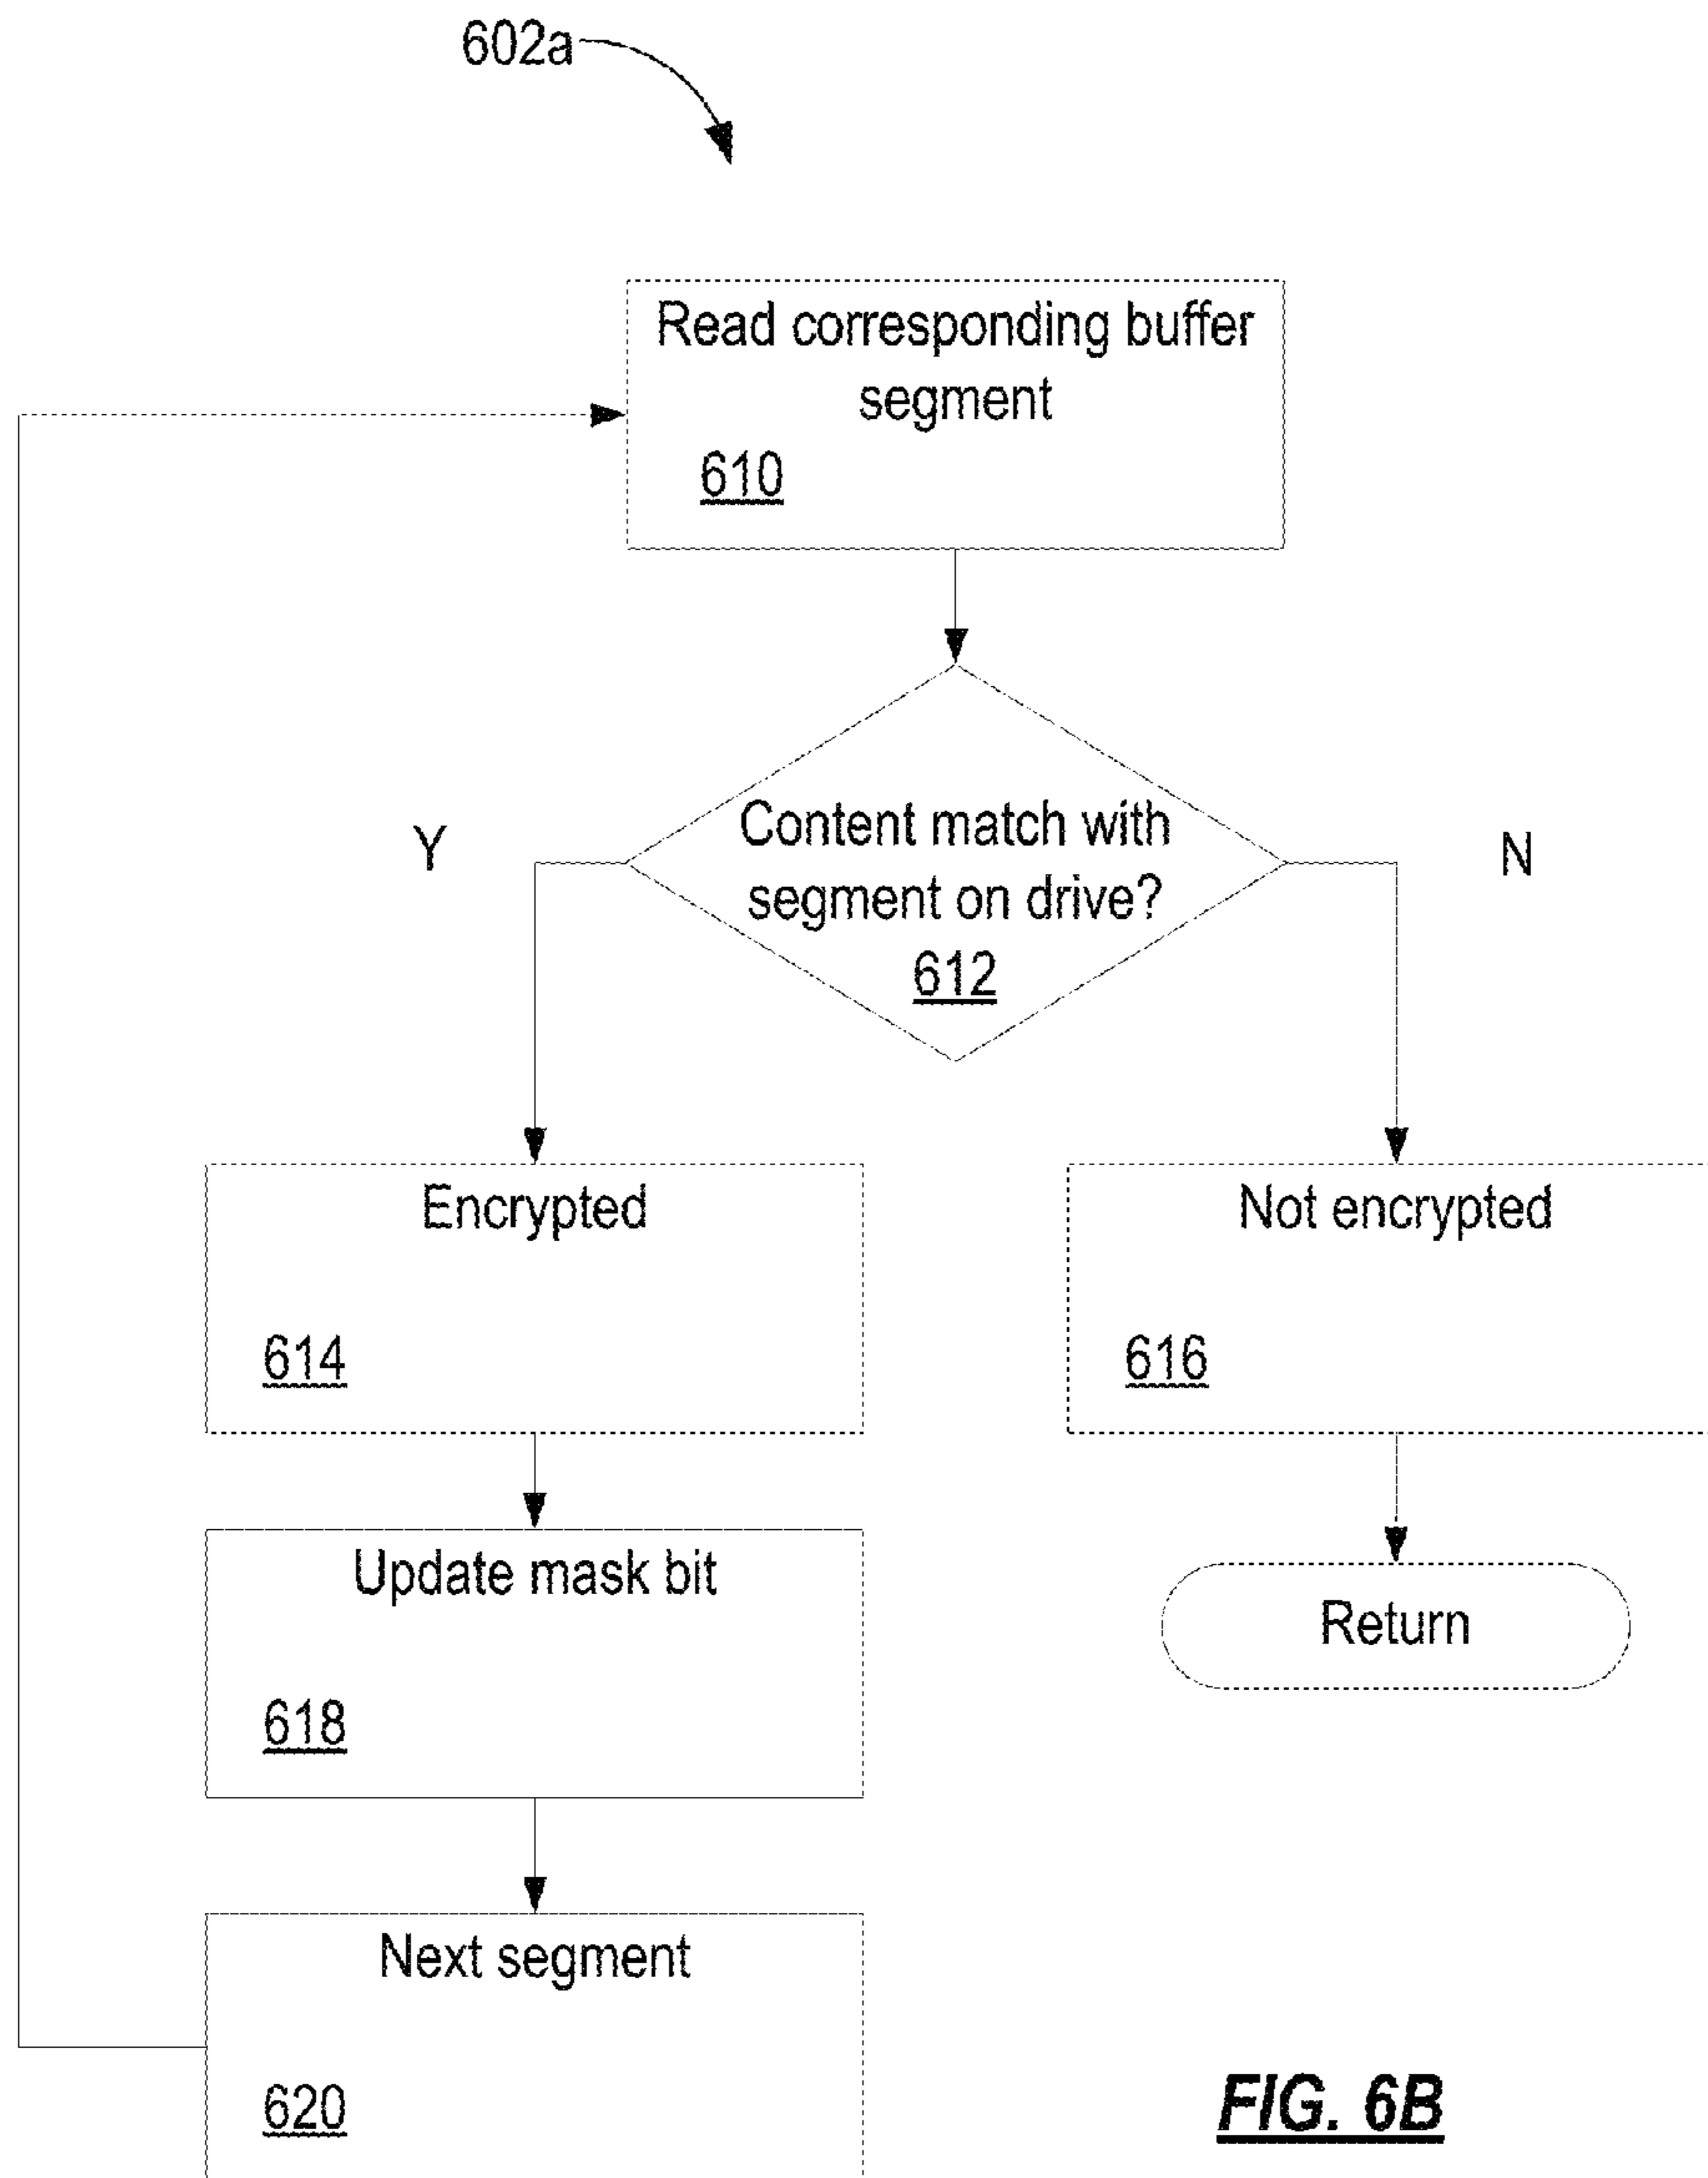 602a
Read corresponding buffer
segment
610
Content match with
segment on drive?
612
Y
N
Encrypted
614
Not encrypted
616
Update mask bit
618
Return
Next segment
620
FIG. 6B